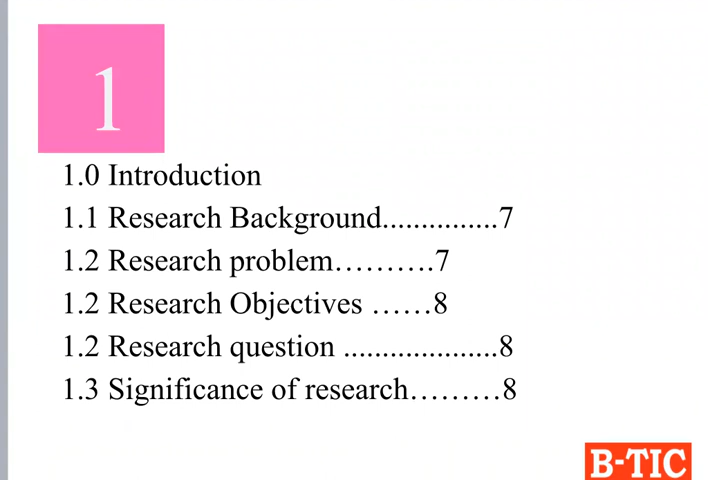 1
1.0 Introduction
1.1 Research Background...............7
1.2 Research problem……….7
1.2 Research Objectives ……8
1.2 Research question ....................8
1.3 Significance of research………8
B-TIC